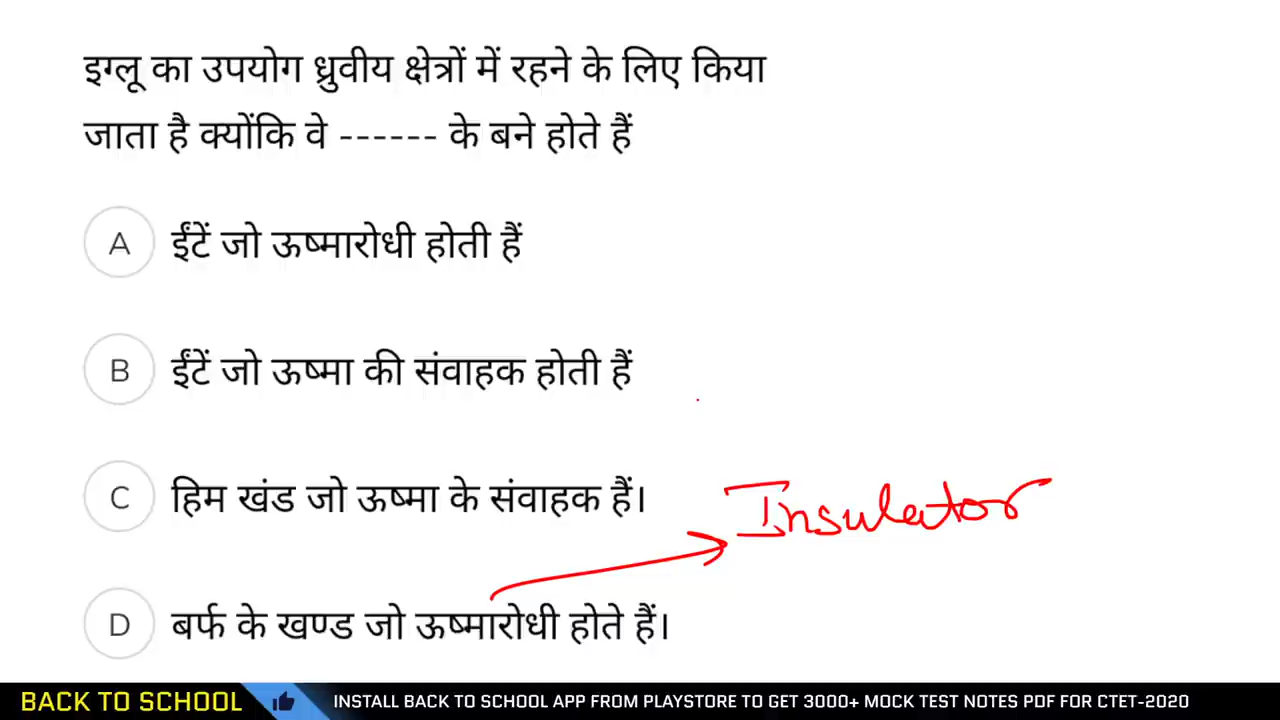 इग्लू का उपयोग ध्रुवीय क्षेत्रों में रहने के लिए किया
जाता है क्योंकि वे ------ के बने होते हैं
A ईंटें जो ऊष्मारोधी होती हैं
B ईंटें जो ऊष्मा की संवाहक होती हैं
C हिम खंड जो ऊष्मा के संवाहक हैं।
Insulator
D बर्फ के खण्ड जो ऊष्मारोधी होते हैं।
BACK TO SCHOOL INSTALL BACK TO SCHOOL APP FROM PLAYSTORE TO GET 3000+ MOCK TEST NOTES PDF FOR CTET-2020